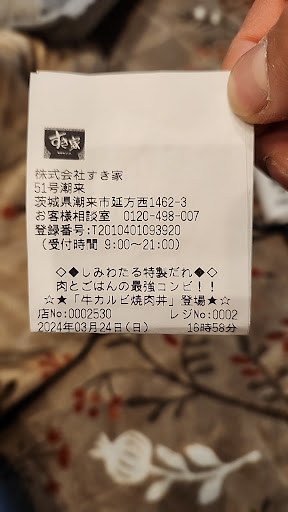 すき家
株式会社すき家
51号潮来
茨城県潮来市延方西1462-3
お客様相談室 0120-498-007
登録番号:T2010401093920
(受付時間 9:00~21:00)
◇◆しみわたる特製だれ◆◇
肉とごはんの最強コンビ!!
☆★「牛カルビ焼肉丼」登場★☆
店No:0002530 レジNo:0002
2024年03月24日(日) 16時58分